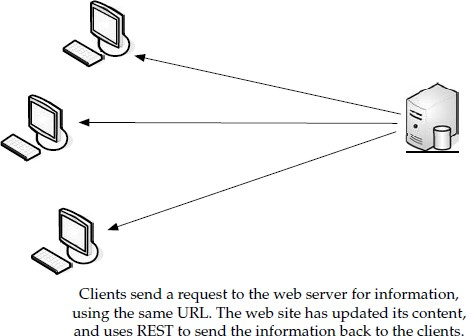 Clients send a request to the web server for information,
using the same URL. The web site has updated its content,
and uses REST to send the information back to the clients.